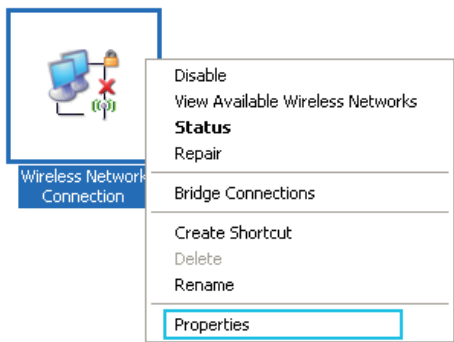 Wireless Network
Connection
Disable
View Available Wireless Networks
Status
Repair
Bridge Connections
Create Shortcut
Delete
Rename
Properties